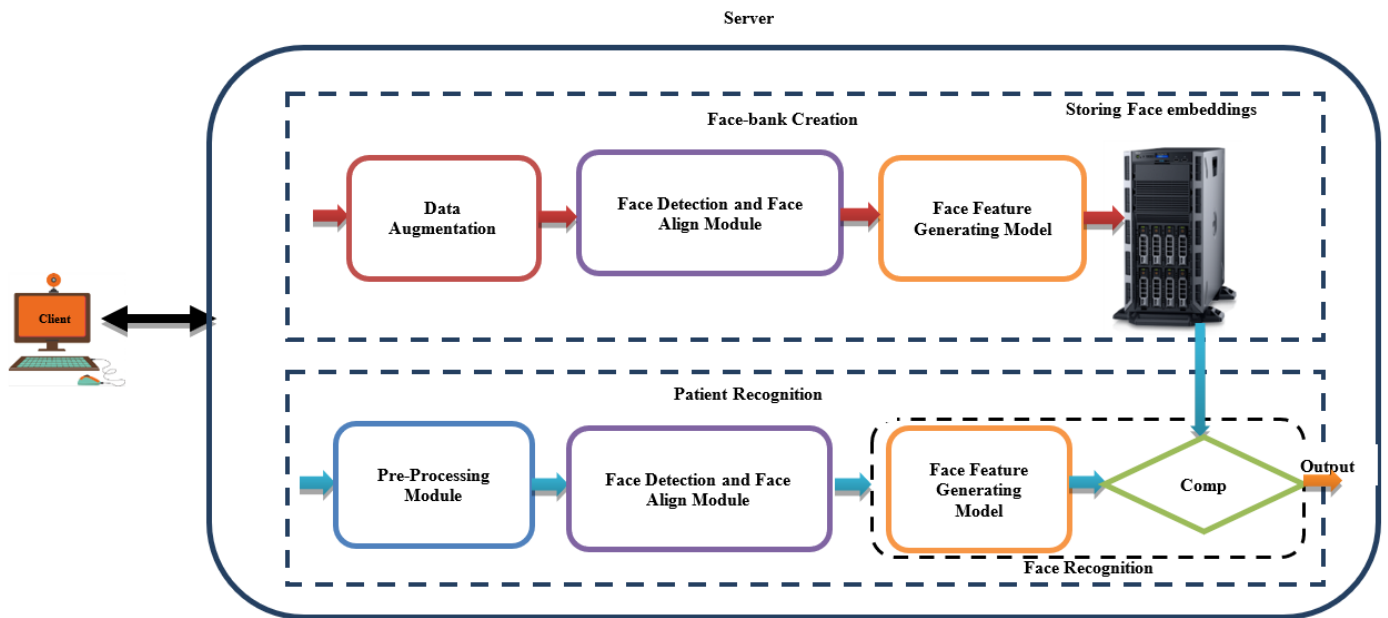 Server
Face-bank Creation
Storing Face embeddings
Data
Augmentation
Face Detection and Face
Align Module
Face Feature
Generating Model
Client
Patient Recognition
Pre-Processing
Module
Face Detection and Face
Align Module
Face Feature
Generating
Model
Comp
Output
Face Recognition